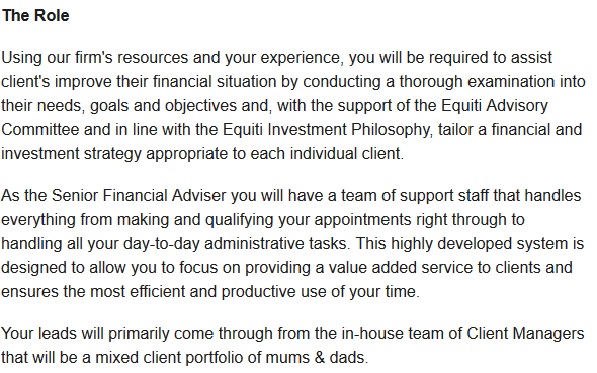 The Role
Using our firm's resources and your experience, you will be required to assist
client's improve their financial situation by conducting a thorough examination into
their needs, goals and objectives and, with the support of the Equiti Advisory
Committee and in line with the Equiti Investment Philosophy, tailor a financial and
investment strategy appropriate to each individual client.
As the Senior Financial Adviser you will have a team of support staff that handles
everything from making and qualifying your appointments right through to
handling all your day-to-day administrative tasks. This highly developed system is
designed to allow you to focus on providing a value added service to clients and
ensures the most efficient and productive use of your time.
Your leads will primarily come through from the in-house team of Client Managers
that will be a mixed client portfolio of mums & dads.